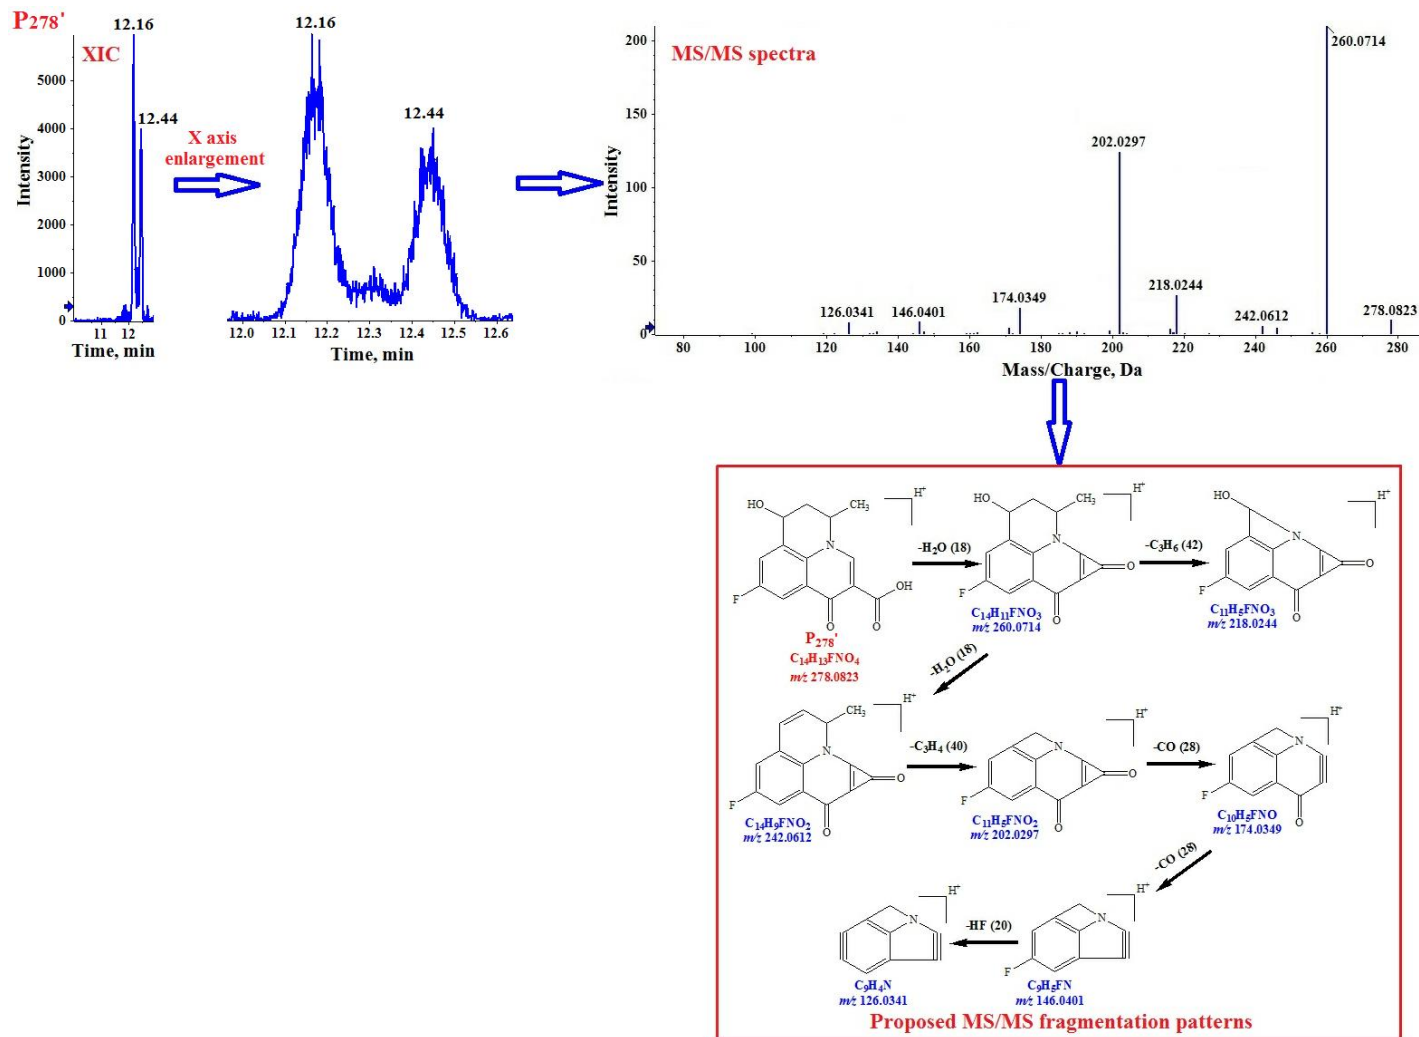 P278'
XIC
12.16
12.44
Intensity
5000
4000
3000
2000
1000
0
11 12
Time, min
X axis
enlargement
12.16
12.44
12.0 12.1 12.2 12.3 12.4 12.5 12.6
Time, min
MS/MS spectra
Intensity
200
150
100
50
0
126.0341
146.0401
174.0349
202.0297
218.0244
242.0612
260.0714
278.0823
80 100 120 140 160 180 200 220 240 260 280
Mass/Charge, Da
HO
CH3
H+
N
F
O
O
OH
P278'
C14H13FNO4
m/z 278.0823
-H2O (18)
HO
CH3
H+
N
F
O
O
C14H11FNO3
m/z 260.0714
-C3H6 (42)
HO
H+
N
F
O
O
C11H5FNO3
m/z 218.0244
-H2O (18)
CH3
H+
N
F
O
O
C14H9FNO2
m/z 242.0612
-C3H4 (40)
H+
N
F
O
O
C11H5FNO2
m/z 202.0297
-CO (28)
H+
N
F
O
C10H5FNO
m/z 174.0349
-CO (28)
H+
N
F
C9H5FN
m/z 146.0401
-HF (20)
H+
N
C9H4N
m/z 126.0341
Proposed MS/MS fragmentation patterns